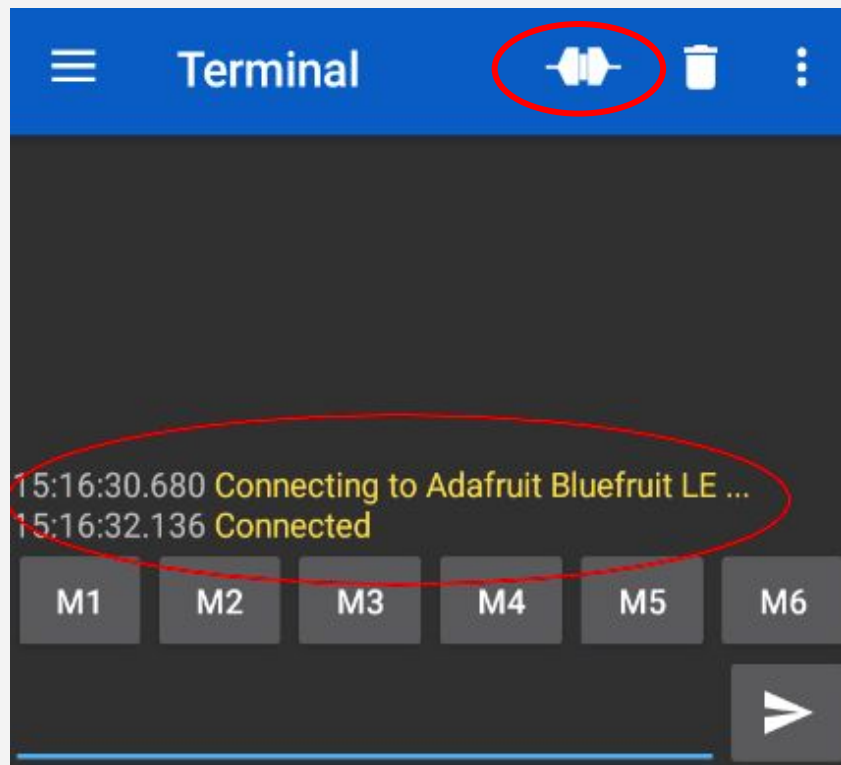 Terminal
15:16:30.680 Connecting to Adafruit Bluefruit LE ...
15:16:32.136 Connected
M1 M2 M3 M4 M5 M6